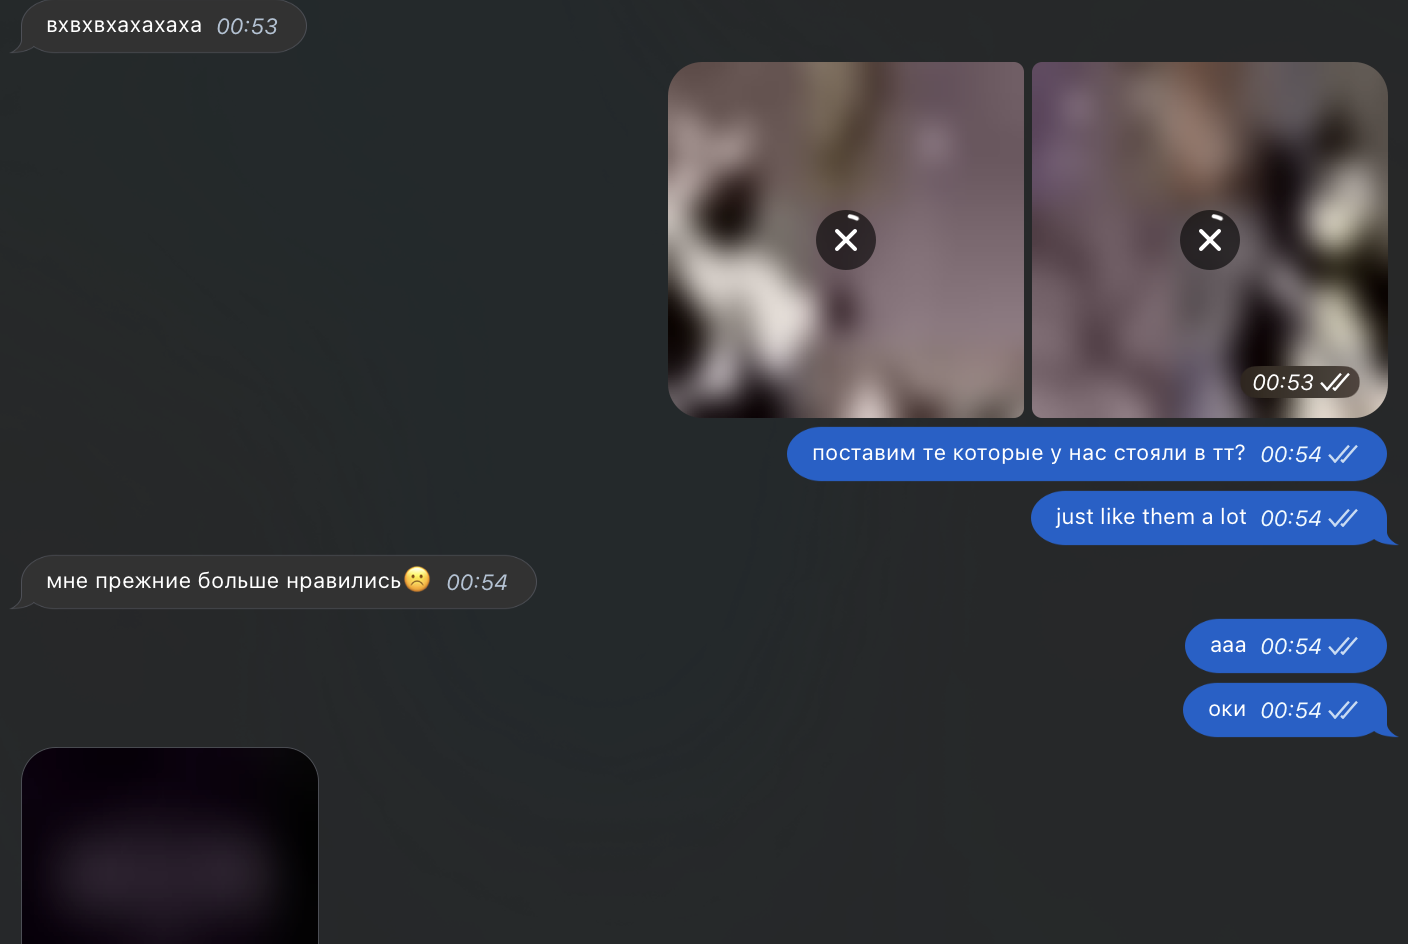 вхвхвхахахаха 00:53
00:53
поставим те которые у нас стояли в тт? 00:54
just like them a lot 00:54
мне прежние больше нравились☹️ 00:54
ааа 00:54
оки 00:54